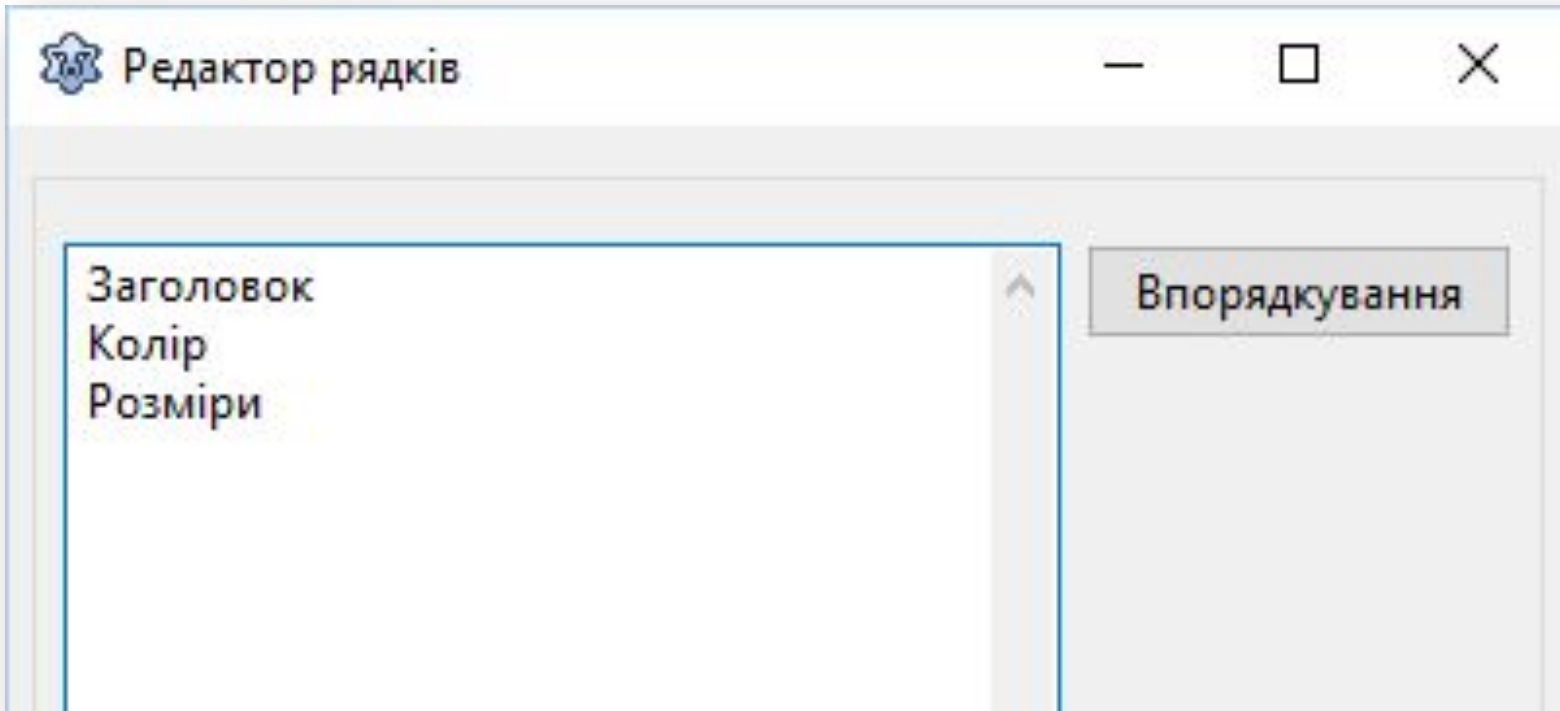 Редактор рядків
Заголовок
Впорядкування
Колір
Розміри